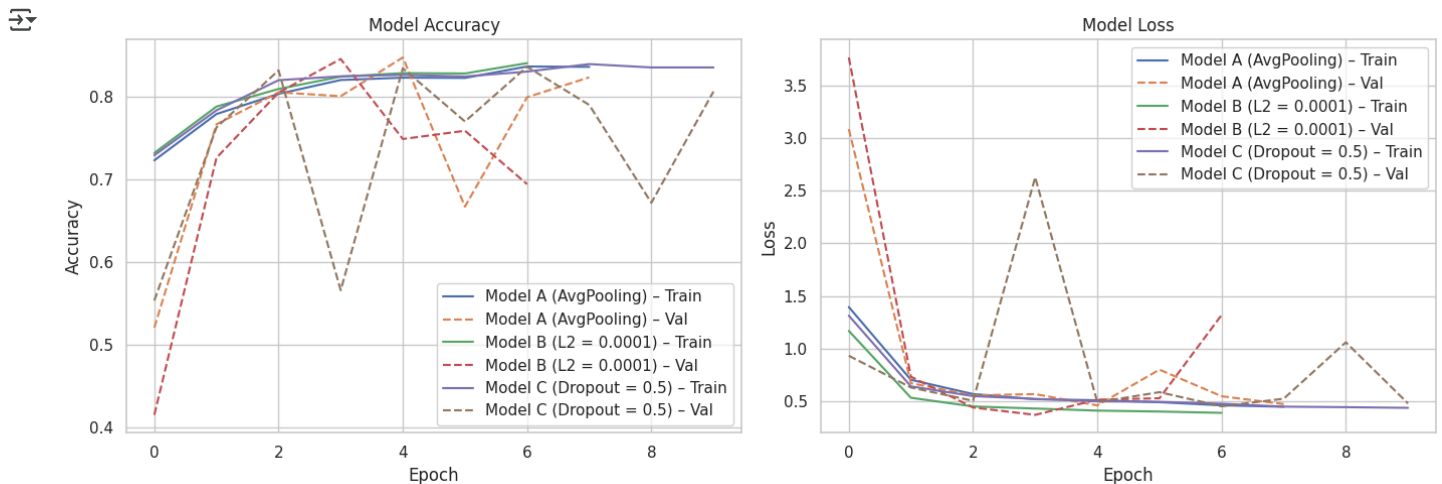 Model Accuracy
0.8
0.7
0.6
0.5
0.4
Accuracy
0 2 4 6 8
Epoch
Model A (AvgPooling) – Train
Model A (AvgPooling) – Val
Model B (L2 = 0.0001) – Train
Model B (L2 = 0.0001) – Val
Model C (Dropout = 0.5) – Train
Model C (Dropout = 0.5) – Val
Model Loss
3.5
3.0
2.5
2.0
1.5
1.0
0.5
Loss
0 2 4 6 8
Epoch
Model A (AvgPooling) – Train
Model A (AvgPooling) – Val
Model B (L2 = 0.0001) – Train
Model B (L2 = 0.0001) – Val
Model C (Dropout = 0.5) – Train
Model C (Dropout = 0.5) – Val